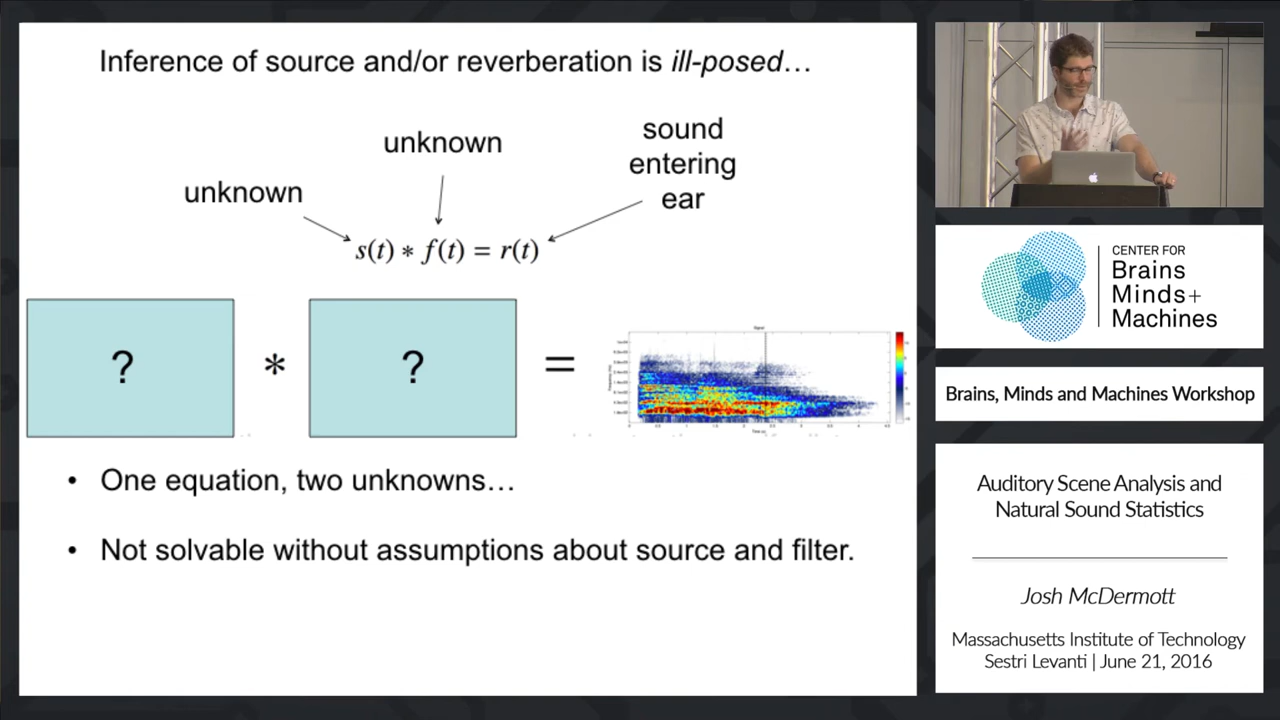 Inference of source and/or reverberation is ill-posed…
unknown
unknown
sound
entering
ear
s(t) ∗ f(t) = r(t)
?
*
?
=
• One equation, two unknowns…
• Not solvable without assumptions about source and filter.
CENTER FOR
Brains
Minds+
Machines
Brains, Minds and Machines Workshop
Auditory Scene Analysis and
Natural Sound Statistics
Josh McDermott
Massachusetts Institute of Technology
Sestri Levanti | June 21, 2016